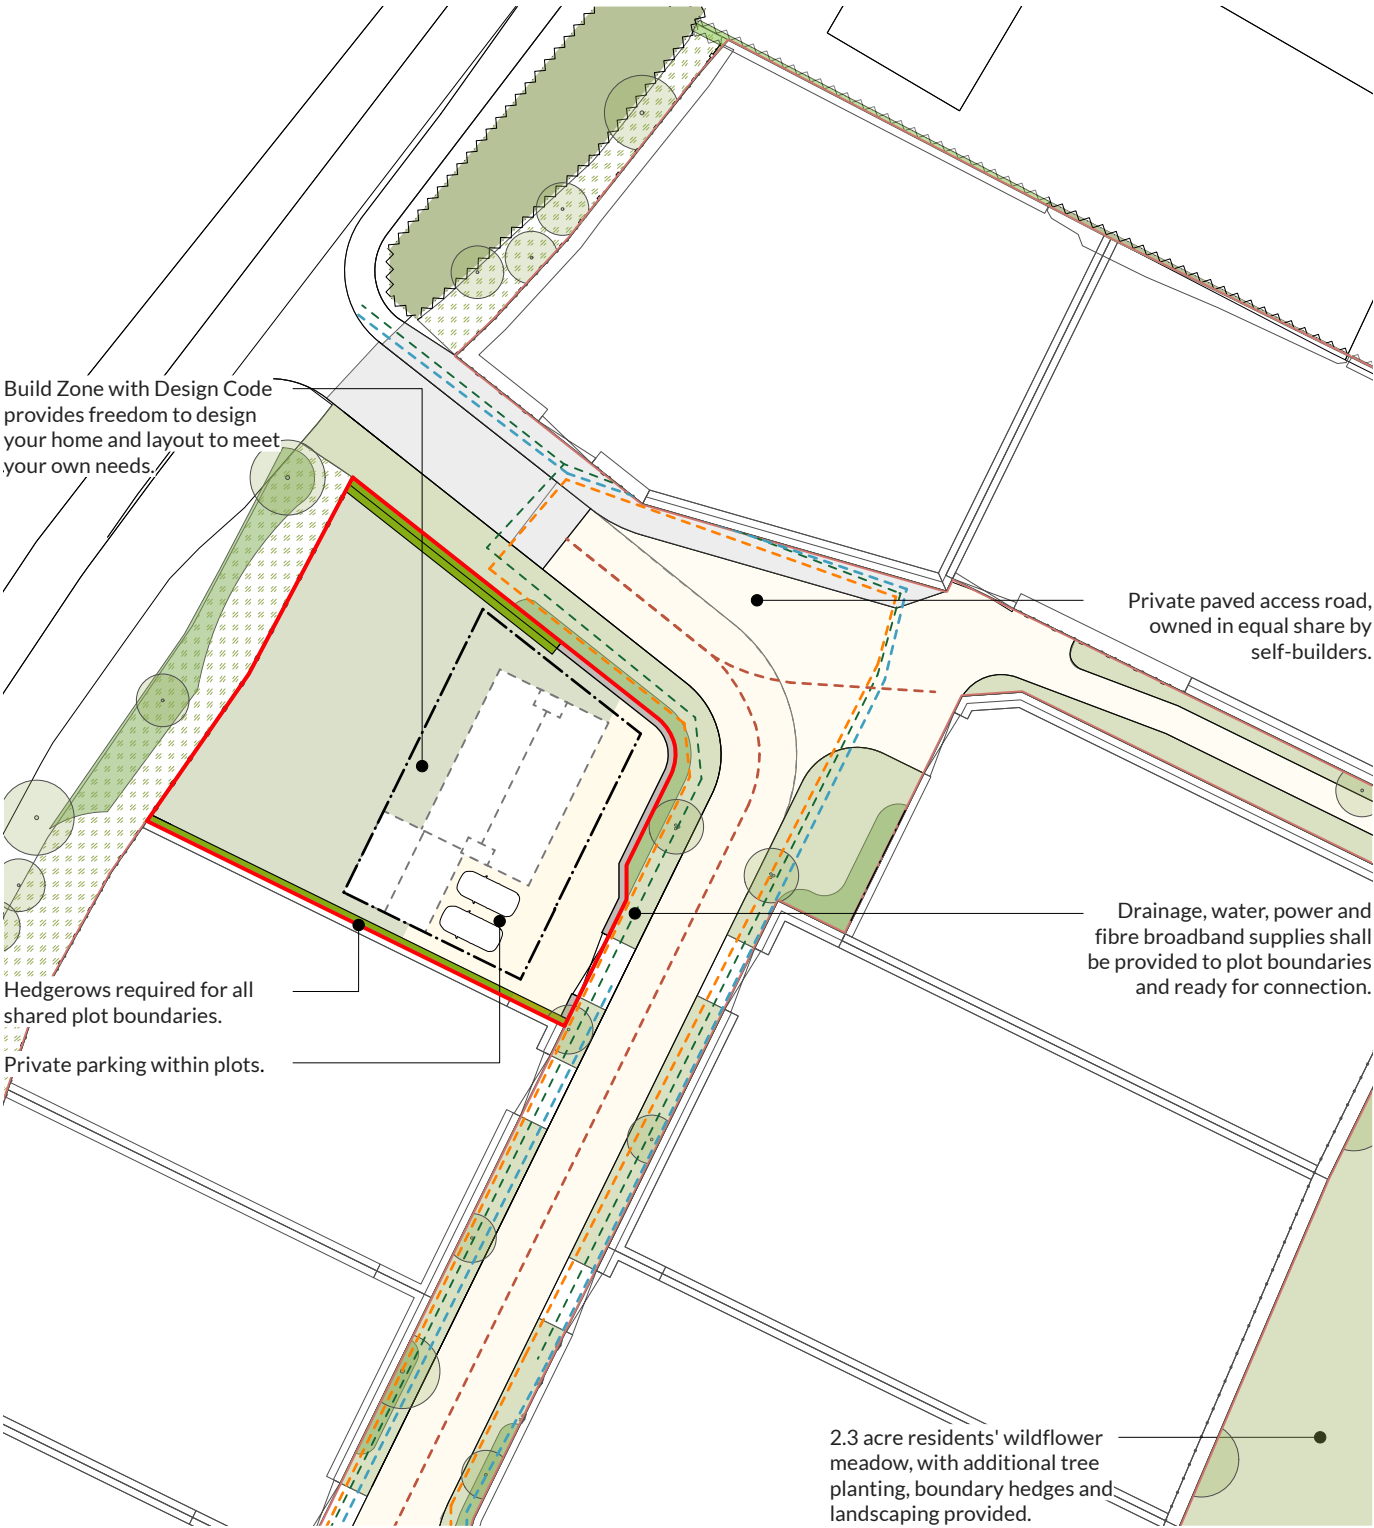 Build Zone with Design Code
provides freedom to design
your home and layout to meet
your own needs.
Private paved access road,
owned in equal share by
self-builders.
Drainage, water, power and
fibre broadband supplies shall
be provided to plot boundaries
and ready for connection.
Hedgerows required for all
shared plot boundaries.
Private parking within plots.
2.3 acre residents' wildflower
meadow, with additional tree
planting, boundary hedges and
landscaping provided.